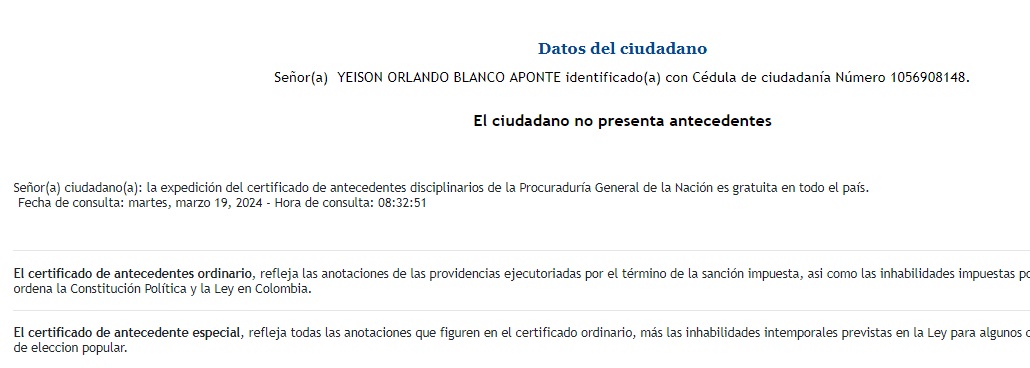 Datos del ciudadano
Señor(a) YEISON ORLANDO BLANCO APONTE identificado(a) con Cédula de ciudadanía Número 1056908148.
El ciudadano no presenta antecedentes
Señor(a) ciudadano(a): la expedición del certificado de antecedentes disciplinarios de la Procuraduría General de la Nación es gratuita en todo el país.
Fecha de consulta: martes, marzo 19, 2024 - Hora de consulta: 08:32:51
El certificado de antecedentes ordinario, refleja las anotaciones de las providencias ejecutoriadas por el término de la sanción impuesta, asi como las inhabilidades impuestas
ordena la Constitución Política y la Ley en Colombia.
El certificado de antecedente especial, refleja todas las anotaciones que figuren en el certificado ordinario, más las inhabilidades intemporales previstas en la Ley para algunos
de eleccion popular.